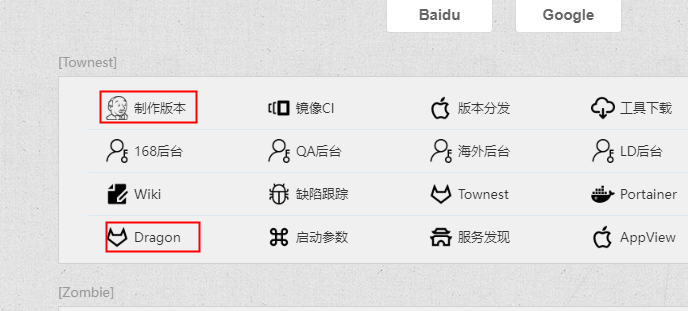 Baidu Google
[Townest]
制作版本 镜像CI 版本分发 工具下载
168后台 QA后台 海外后台 LD后台
Wiki 缺陷跟踪 Townest Portainer
Dragon 启动参数 服务发现 AppView
[Zombie]